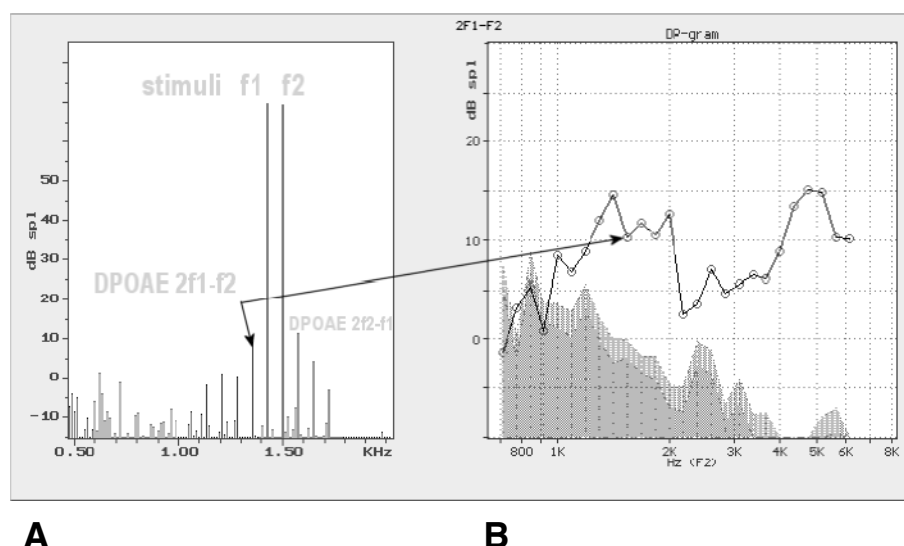 2F1-F2
DP-gram
stimuli f1 f2
dB spl
50
40
30
20
10
0
-10
DPOAE 2f1-f2
DPOAE 2f2-f1
0.50 1.00 1.50 KHz
dB spl
20
10
0
800 1K 2K 3K 4K 5K 6K 8K
Hz (F2)
A B